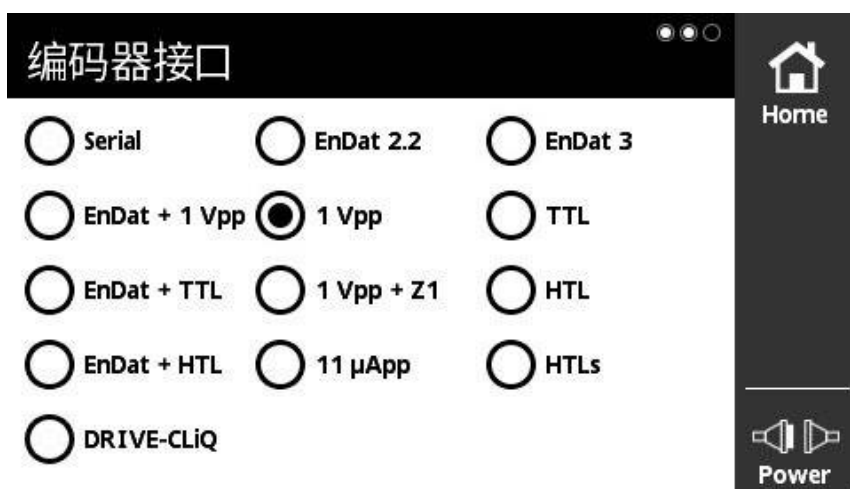 编码器接口
Home
Serial
EnDat 2.2
EnDat 3
EnDat + 1 Vpp
1 Vpp
TTL
EnDat + TTL
1 Vpp + Z1
HTL
EnDat + HTL
11 µApp
HTLs
DRIVE-CLiQ
Power